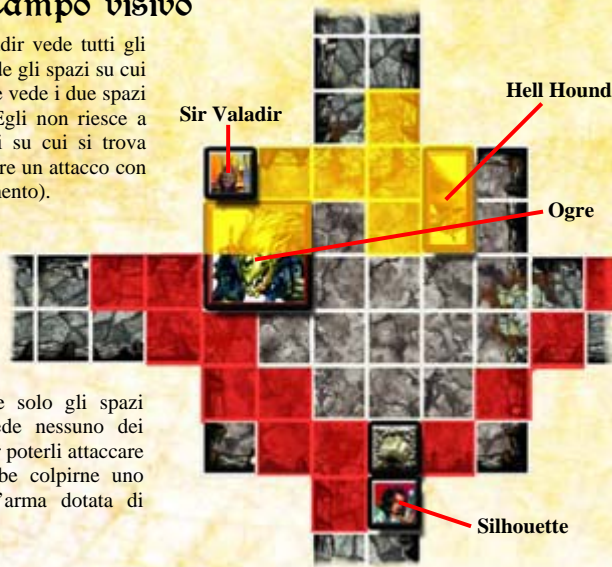 Campo visivo
dir vede tutti gli
le gli spazi su cui
e vede i due spazi
Egli non riesce a
i su cui si trova
re un attacco con
mento).
Sir Valadir
Hell Hound
Ogre
e solo gli spazi
ede nessuno dei
r poterli attaccare
be colpirne uno
'arma dotata di
Silhouette